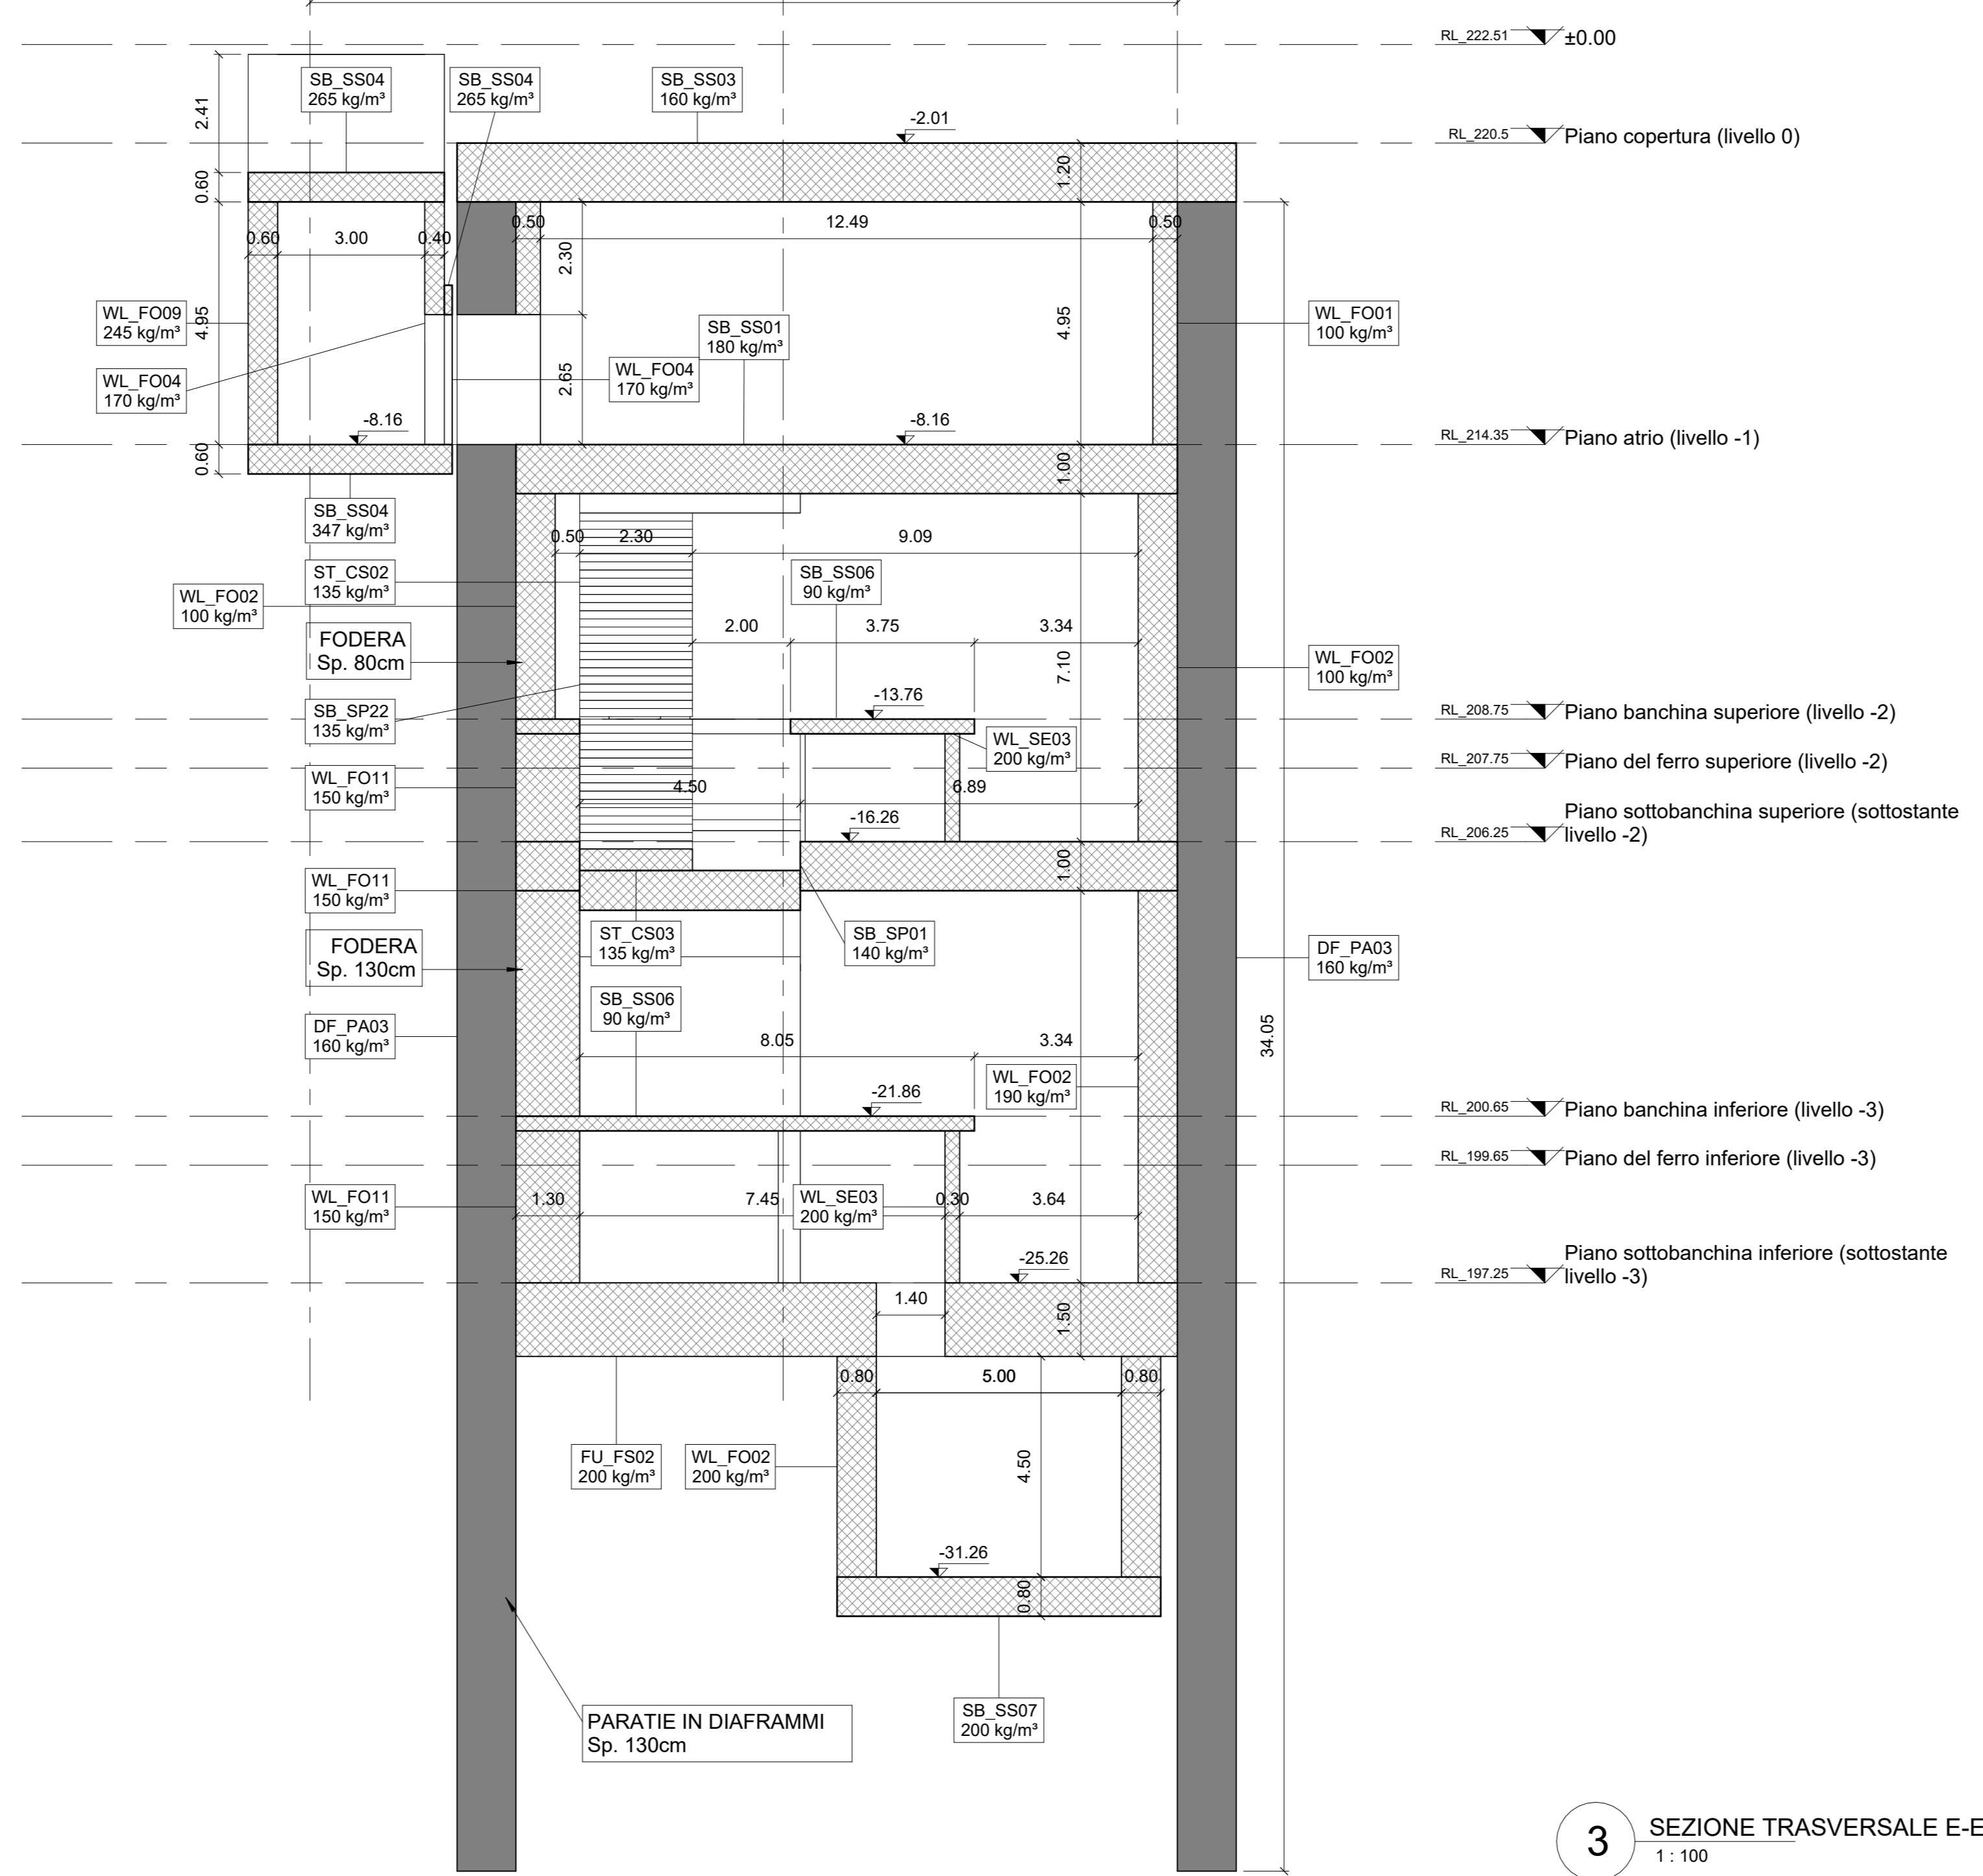 RL_222.51
±0.00
SB_SS04
265 kg/m³
SB_SS04
265 kg/m³
SB_SS03
160 kg/m³
2.41
-2.01
RL_220.5
Piano copertura (livello 0)
1.20
0.60
0.60
3.00
0.40
0.50
12.49
0.50
2.30
WL_FO09
245 kg/m³
4.95
SB_SS01
180 kg/m³
4.95
WL_FO01
100 kg/m³
WL_FO04
170 kg/m³
WL_FO04
170 kg/m³
2.65
-8.16
-8.16
RL_214.35
Piano atrio (livello -1)
0.60
1.00
SB_SS04
347 kg/m³
0.50
2.30
9.09
ST_CS02
135 kg/m³
SB_SS06
90 kg/m³
WL_FO02
100 kg/m³
FODERA
Sp. 80cm
2.00
3.75
3.34
7.10
WL_FO02
100 kg/m³
-13.76
SB_SP22
135 kg/m³
RL_208.75
Piano banchina superiore (livello -2)
WL_SE03
200 kg/m³
RL_207.75
Piano del ferro superiore (livello -2)
WL_FO11
150 kg/m³
4.50
6.89
-16.26
Piano sottobanchina superiore (sottostante
RL_206.25
livello -2)
1.00
WL_FO11
150 kg/m³
ST_CS03
135 kg/m³
SB_SP01
140 kg/m³
FODERA
Sp. 130cm
DF_PA03
160 kg/m³
SB_SS06
90 kg/m³
DF_PA03
160 kg/m³
8.05
3.34
34.05
WL_FO02
190 kg/m³
-21.86
RL_200.65
Piano banchina inferiore (livello -3)
RL_199.65
Piano del ferro inferiore (livello -3)
WL_FO11
150 kg/m³
1.30
7.45
WL_SE03
200 kg/m³
0.30
3.64
-25.26
Piano sottobanchina inferiore (sottostante
RL_197.25
livello -3)
1.40
1.50
0.80
5.00
0.80
FU_FS02
200 kg/m³
WL_FO02
200 kg/m³
4.50
-31.26
0.80
SB_SS07
200 kg/m³
PARATIE IN DIAFRAMMI
Sp. 130cm
3
SEZIONE TRASVERSALE E-E
1 : 100